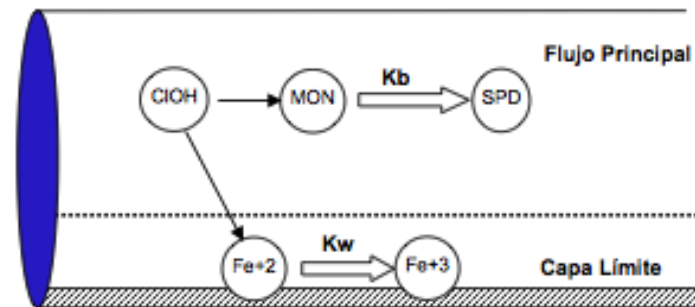 Flujo Principal
Kb
ClOH
MON
SPD
Kw
Fe+2
Fe+3
Capa Límite